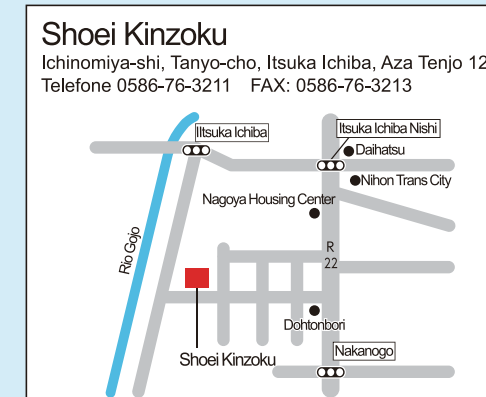 Shoei Kinzoku
Ichinomiya-shi, Tanyo-cho, Itsuka Ichiba, Aza Tenjo 12
Telefone 0586-76-3211 FAX: 0586-76-3213
IItsuka Ichiba
Itsuka Ichiba Nishi
Daihatsu
Nihon Trans City
Nagoya Housing Center
Rio Gojo
R
22
Dohtonbori
Shoei Kinzoku
Nakanogo